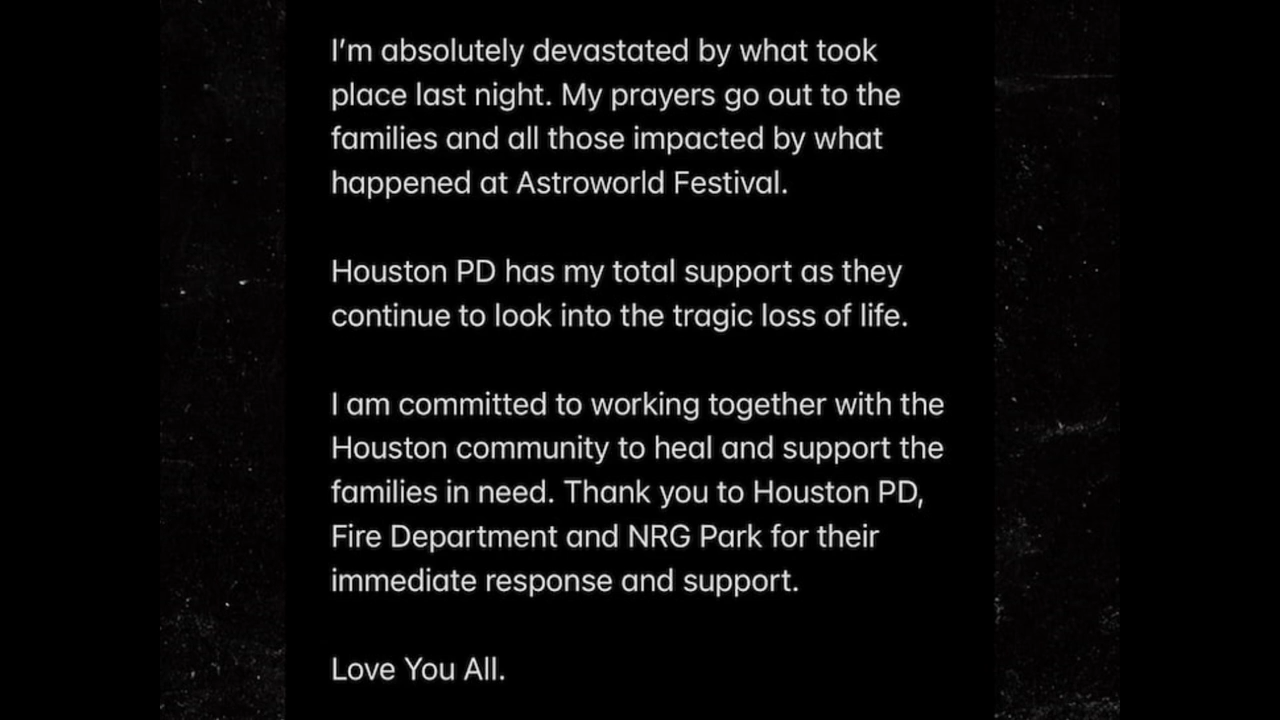 I'm absolutely devastated by what took
place last night. My prayers go out to the
families and all those impacted by what
happened at Astroworld Festival.
Houston PD has my total support as they
continue to look into the tragic loss of life.
I am committed to working together with the
Houston community to heal and support the
families in need. Thank you to Houston PD,
Fire Department and NRG Park for their
immediate response and support.
Love You All.